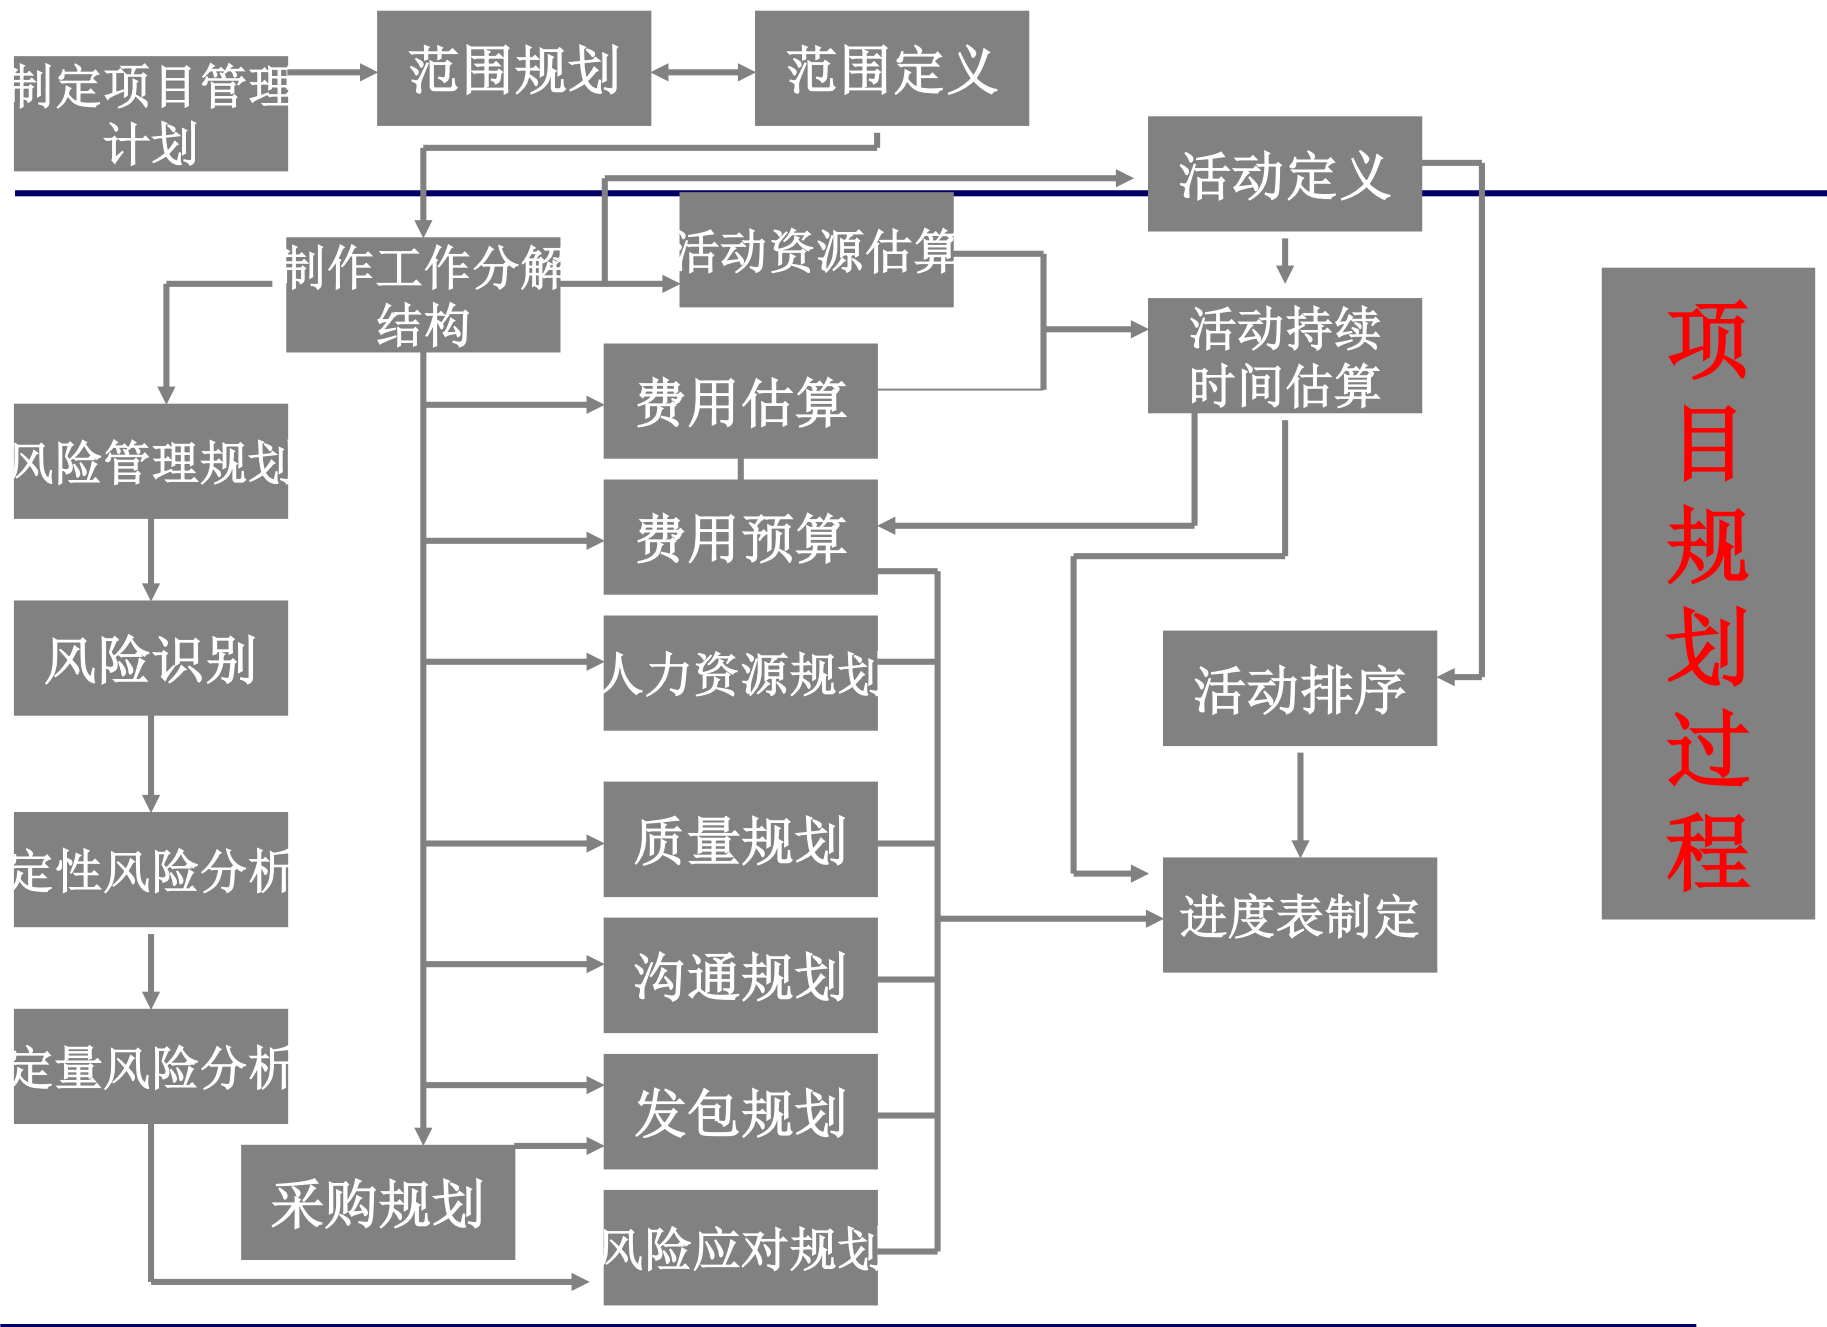 制定项目管理
计划
范围规划
范围定义
活动定义
制作工作分解
结构
活动资源估算
活动持续
时间估算
费用估算
风险管理规划
费用预算
风险识别
人力资源规划
活动排序
定性风险分析
质量规划
进度表制定
沟通规划
定量风险分析
发包规划
采购规划
风险应对规划
项
目
规
划
过
程